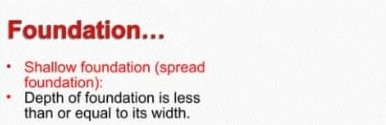 Foundation...
• Shallow foundation (spread
foundation):
• Depth of foundation is less
than or equal to its width.